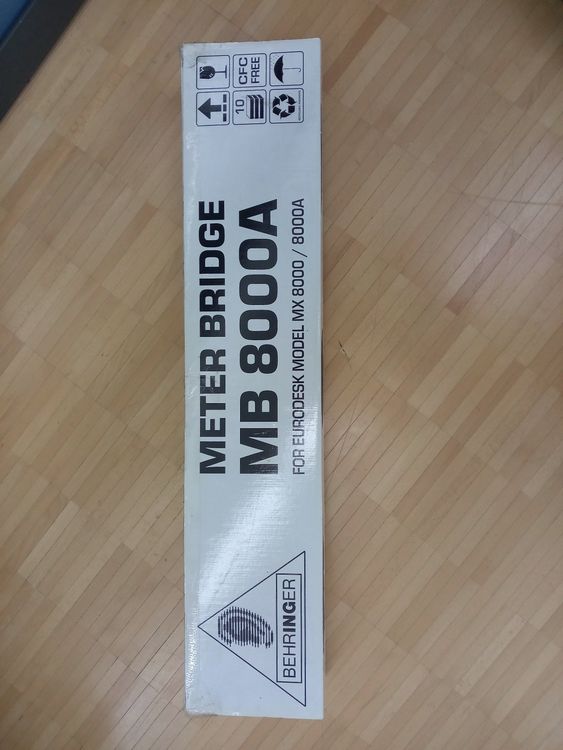 METER BRIDGE
MB 8000A
FOR EURODESK MODEL MX 8000 / 8000A
BEHRINGER
10
CFC
FREE